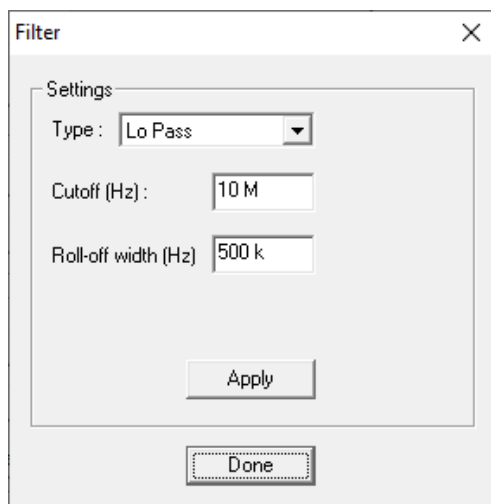 Filter
Settings
Type : Lo Pass
Cutoff (Hz) : 10 M
Roll-off width (Hz) 500 k
Apply
Done